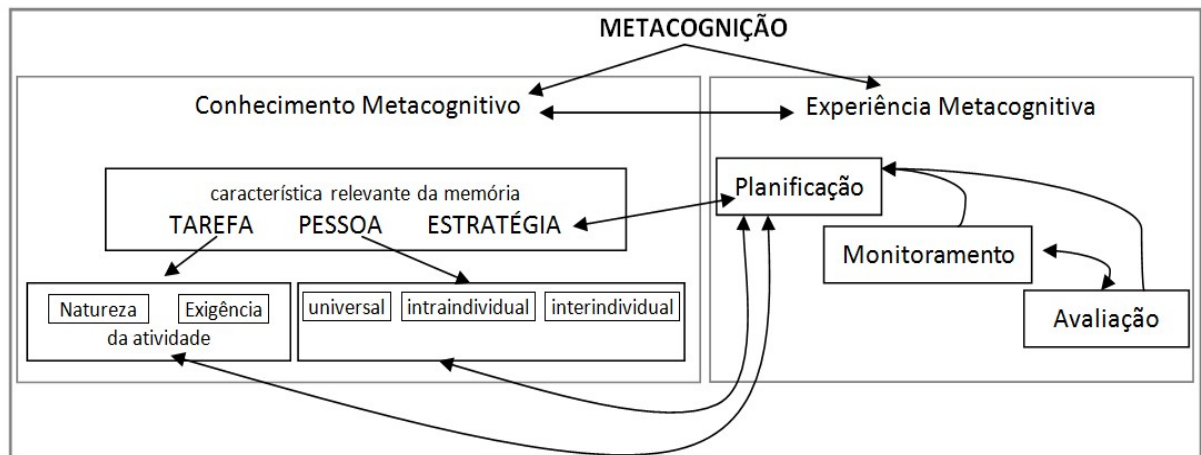 METACOGNIÇÃO
Conhecimento Metacognitivo
Experiência Metacognitiva
característica relevante da memória
TAREFA PESSOA ESTRATÉGIA
Natureza Exigência
da atividade
universal intraindividual interindividual
Planificação
Monitoramento
Avaliação